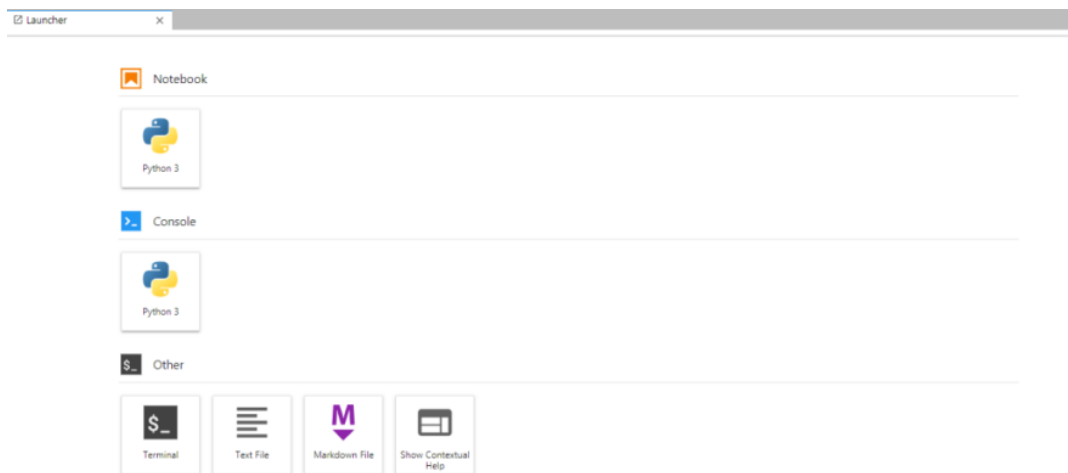 Launcher
Notebook
Python 3
Console
Python 3
$_ Other
$_
Terminal
Text File
M
Markdown File
Show Contextual
Help